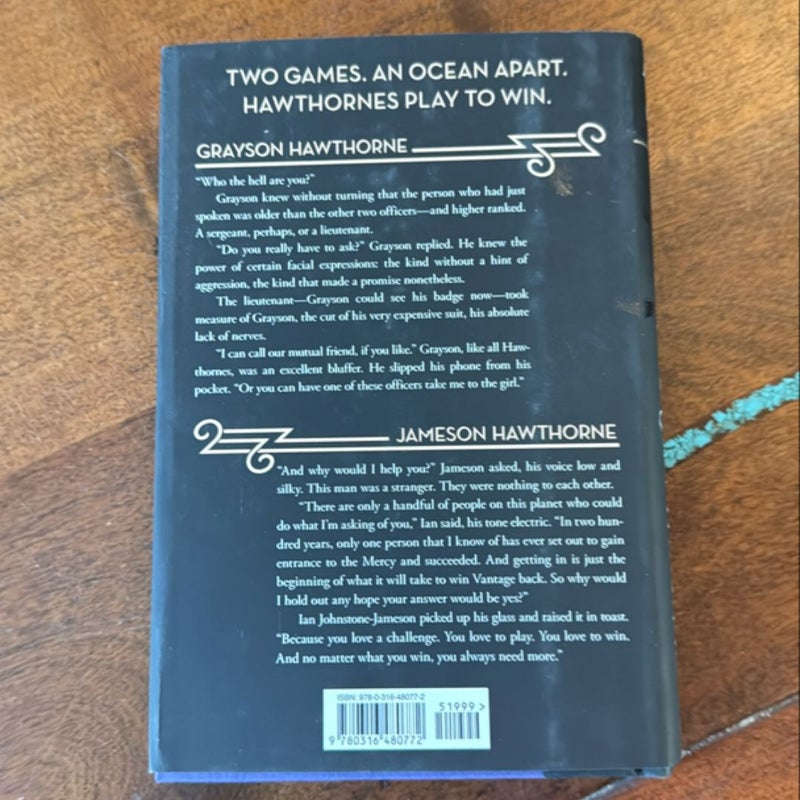 TWO GAMES. AN OCEAN APART.
HAWTHORNES PLAY TO WIN.
GRAYSON HAWTHORNE
“Who the hell are you?”
Grayson knew without turning that the person who had just
spoken was older than the other two officers—and higher ranked.
A sergeant, perhaps, or a lieutenant.
“Do you really have to ask?” Grayson replied. He knew the
power of certain facial expressions: the kind without a hint of
aggression, the kind that made a promise nonetheless.
The lieutenant—Grayson could see his badge now—took
measure of Grayson, the cut of his very expensive suit, his absolute
lack of nerves.
“I can call our mutual friend, if you like.” Grayson, like all Haw-
thornes, was an excellent bluffer. He slipped his phone from his
pocket. “Or you can have one of these officers take me to the girl.”
JAMESON HAWTHORNE
“And why would I help you?” Jameson asked, his voice low and
silky. This man was a stranger. They were nothing to each other.
“There are only a handful of people on this planet who could
do what I’m asking of you,” Ian said, his tone electric. “In two hun-
dred years, only one person that I know of has ever set out to gain
entrance to the Mercy and succeeded. And getting in is just the
beginning of what it will take to win Vantage back. So why would
I hold out any hope your answer would be yes?”
Ian Johnstone-Jameson picked up his glass and raised it in toast.
“Because you love a challenge. You love to play. You love to win.
And no matter what you win, you always need more.”
ISBN: 978-0-316-48077-2
51999 >
9 780316 480772